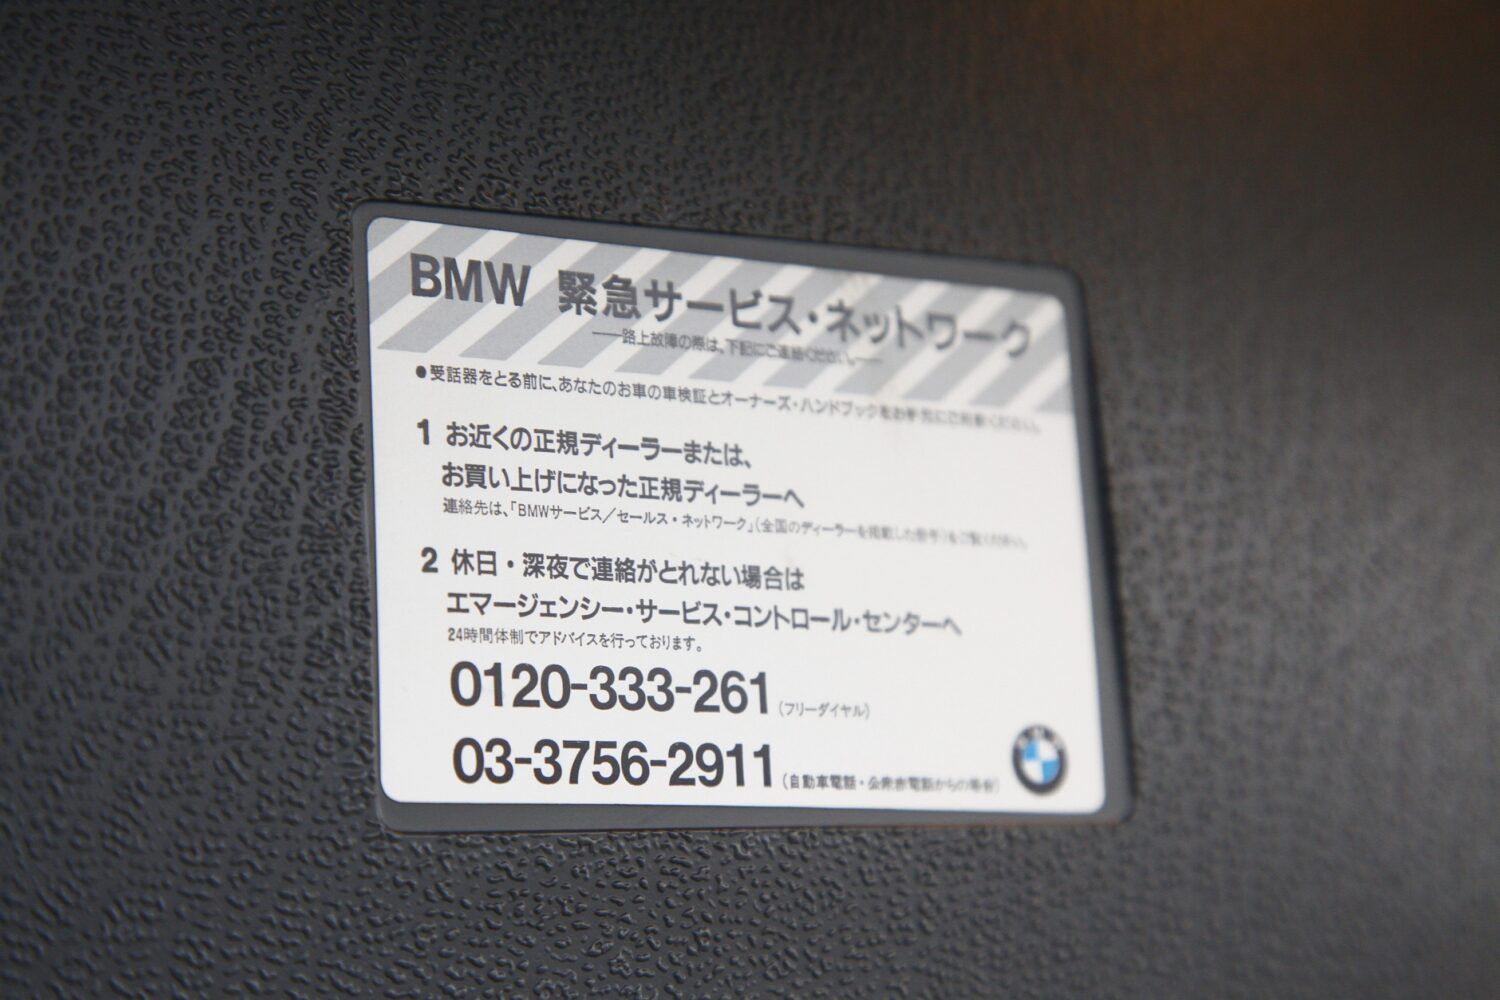 BMW 緊急サービス・ネットワーク
──路上故障の際は、下記にご連絡ください。──
●受話器をとる前に、あなたのお車の車検証とオーナーズ・ハンドブックをお手元にご用意ください。
1 お近くの正規ディーラーまたは、
お買い上げになった正規ディーラーへ
連絡先は、「BMWサービス／セールス・ネットワーク」(全国のディーラーを掲載した冊子)をご覧ください。
2 休日・深夜で連絡がとれない場合は
エマージェンシー・サービス・コントロール・センターへ
24時間体制でアドバイスを行っております。
0120-333-261 (フリーダイヤル)
03-3756-2911 (自動車電話・公衆赤電話からの場合)
BMW